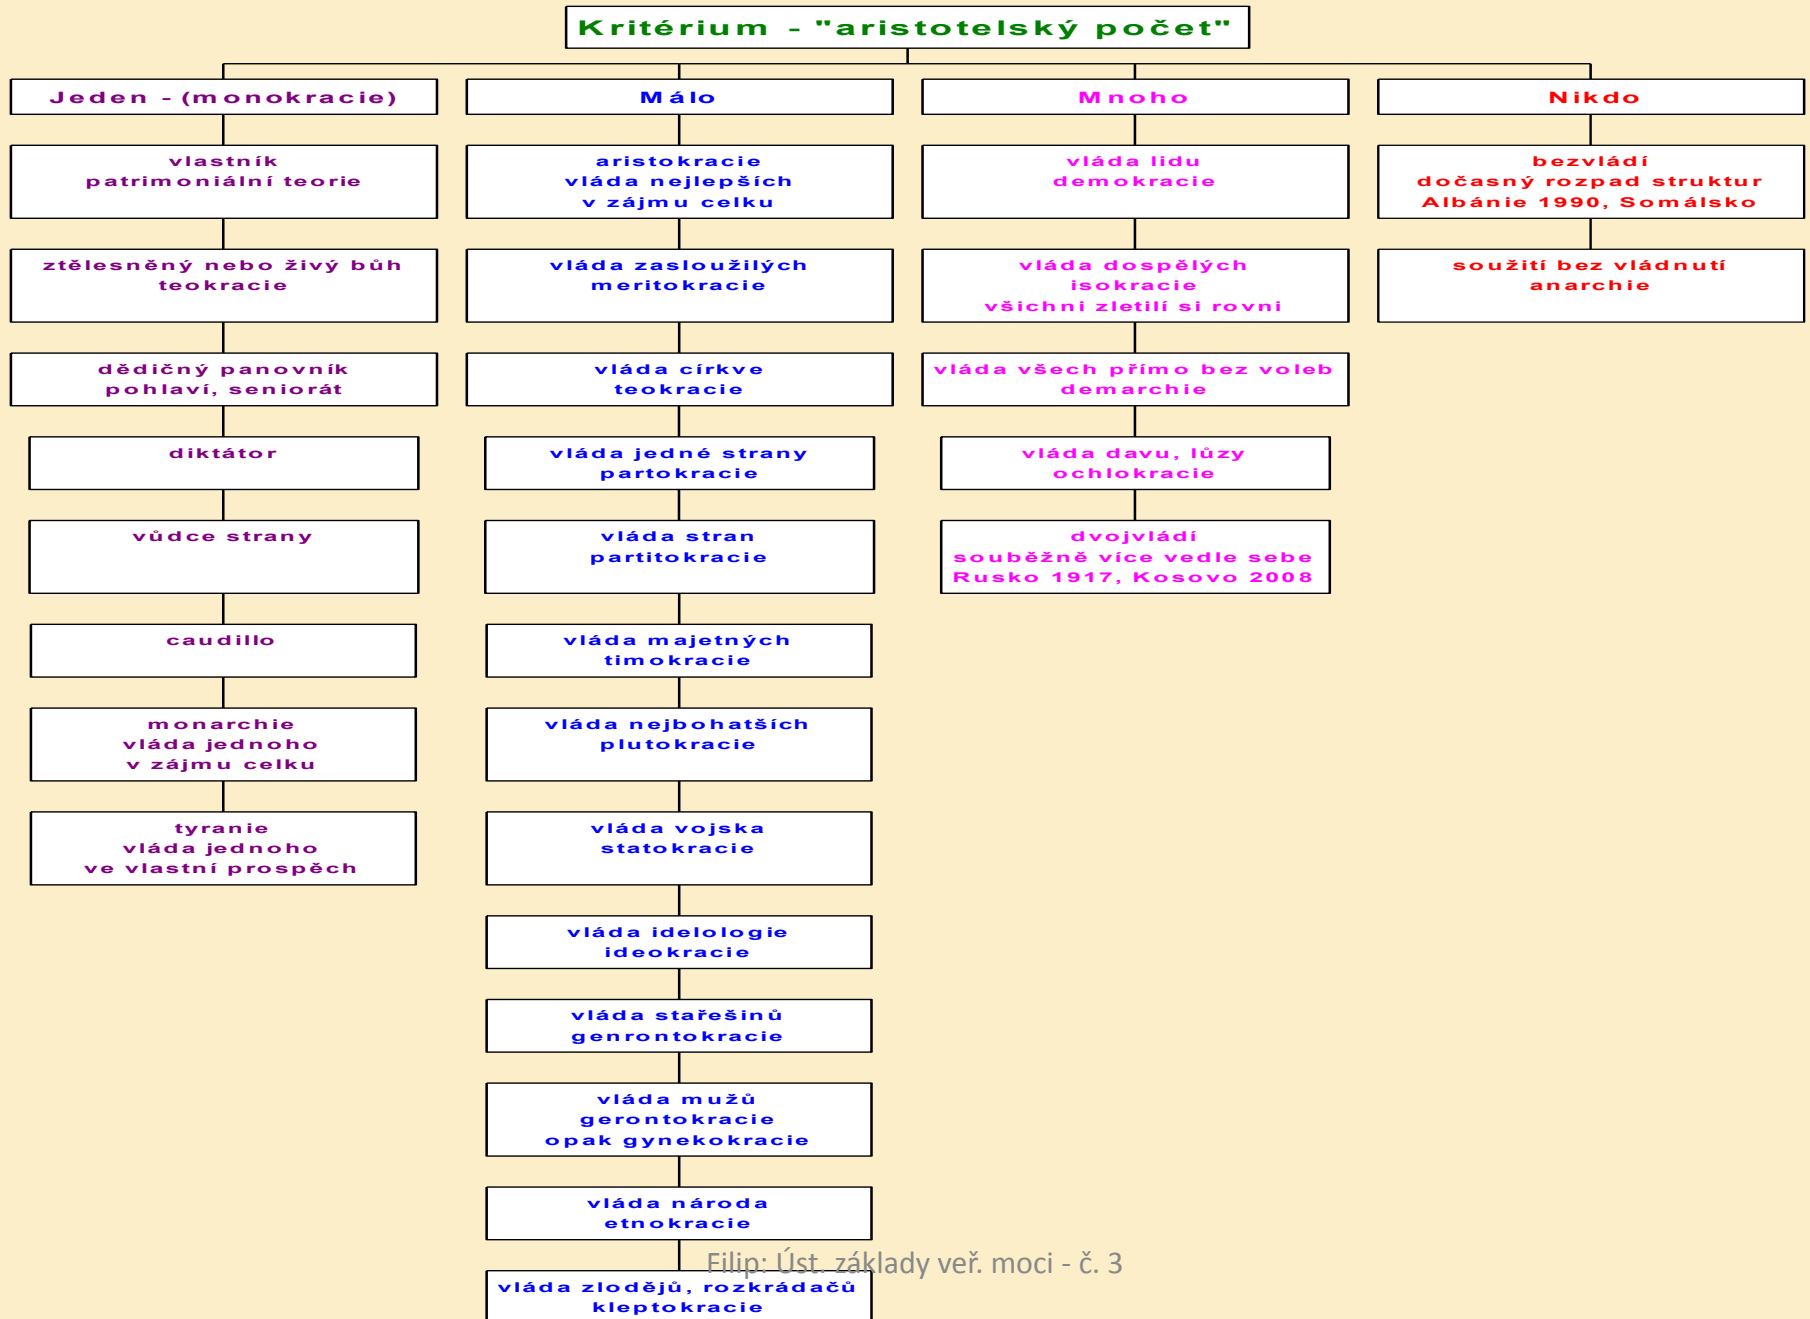 Kritérium - "aristotelský počet"
Jeden - (monokracie)
vlastník
patrimoniální teorie
ztělesněný nebo živý bůh
teokracie
dědičný panovník
pohlaví, seniorát
diktátor
vůdce strany
caudillo
monarchie
vláda jednoho
v zájmu celku
tyranie
vláda jednoho
ve vlastní prospěch
Málo
aristokracie
vláda nejlepších
v zájmu celku
vláda zasloužilých
meritokracie
vláda církve
teokracie
vláda jedné strany
partokracie
vláda stran
partitokracie
vláda majetných
timokracie
vláda nejbohatších
plutokracie
vláda vojska
statokracie
vláda idelologie
ideokracie
vláda stařešinů
genrontokracie
vláda mužů
gerontokracie
opak gynekokracie
vláda národa
etnokracie
vláda zlodějů, rozkrádačů
kleptokracie
Mnoho
vláda lidu
demokracie
vláda dospělých
isokracie
všichni zletilí si rovni
vláda všech přímo bez voleb
demarchie
vláda davu, lůzy
ochlokracie
dvojvládí
souběžně více vedle sebe
Rusko 1917, Kosovo 2008
Nikdo
bezvládí
dočasný rozpad struktur
Albánie 1990, Somálsko
soužití bez vládnutí
anarchie
Filip: Úst. základy veř. moci - č. 3